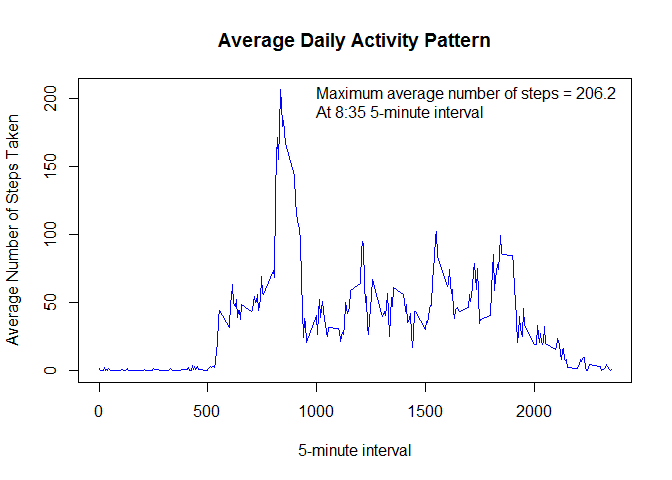 Average Daily Activity Pattern
Maximum average number of steps = 206.2
At 8:35 5-minute interval
Average Number of Steps Taken
200
150
100
50
0
0 500 1000 1500 2000
5-minute interval